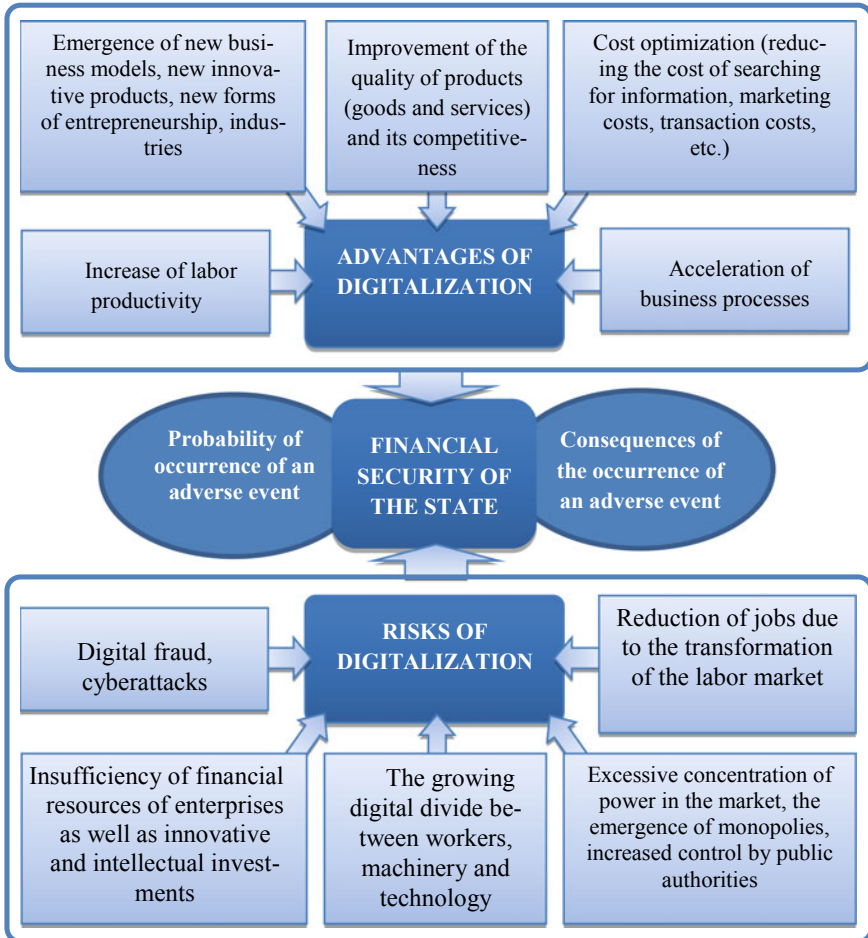 Emergence of new busi-
ness models, new innova-
tive products, new forms
of entrepreneurship, indus-
tries
Improvement of the
quality of products
(goods and services)
and its competitive-
ness
Cost optimization (reduc-
ing the cost of searching
for information, marketing
costs, transaction costs,
etc.)
Increase of labor
productivity
ADVANTAGES OF
DIGITALIZATION
Acceleration of
business processes
Probability of
occurrence of an
adverse event
FINANCIAL
SECURITY OF
THE STATE
Consequences of
the occurrence of
an adverse event
Digital fraud,
cyberattacks
RISKS OF
DIGITALIZATION
Reduction of jobs due
to the transformation
of the labor market
Insufficiency of financial
resources of enterprises
as well as innovative
and intellectual invest-
ments
The growing
digital divide be-
tween workers,
machinery and
technology
Excessive concentration of
power in the market, the
emergence of monopolies,
increased control by public
authorities